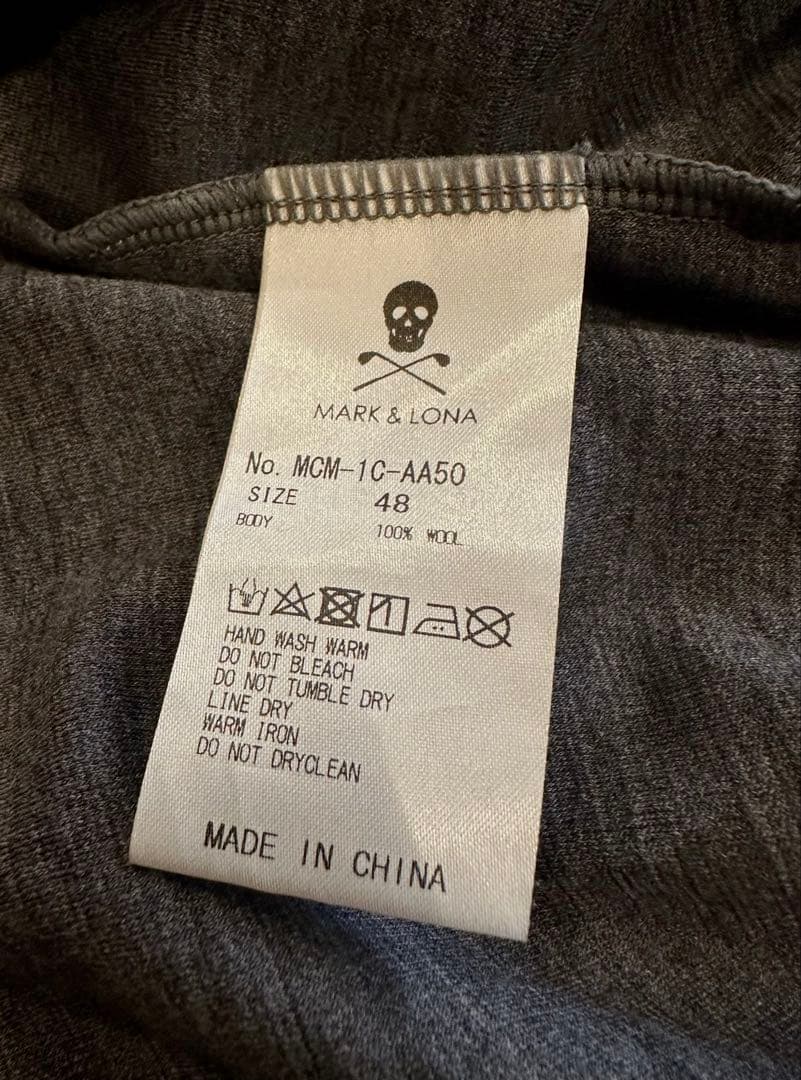 MARK & LONA
No. MCM-1C-AA50
SIZE 48
BODY 100% WOOL
HAND WASH WARM
DO NOT BLEACH
DO NOT TUMBLE DRY
LINE DRY
WARM IRON
DO NOT DRYCLEAN
MADE IN CHINA